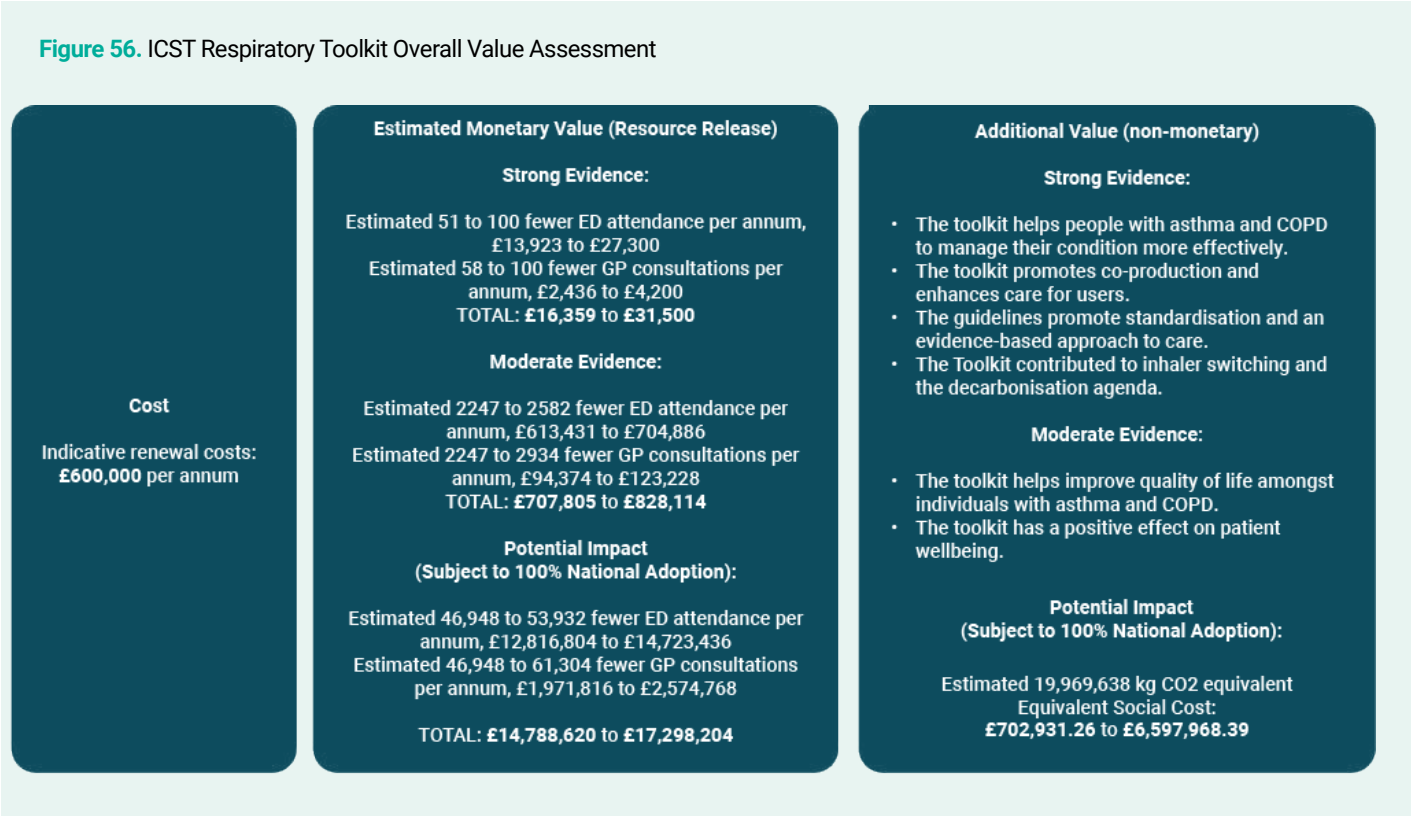 Figure 56. ICST Respiratory Toolkit Overall Value Assessment
Cost
Indicative renewal costs:
£600,000 per annum
Estimated Monetary Value (Resource Release)
Strong Evidence:
Estimated 51 to 100 fewer ED attendance per annum,
£13,923 to £27,300
Estimated 58 to 100 fewer GP consultations per
annum, £2,436 to £4,200
TOTAL: £16,359 to £31,500
Moderate Evidence:
Estimated 2247 to 2582 fewer ED attendance per
annum, £613,431 to £704,886
Estimated 2247 to 2934 fewer GP consultations per
annum, £94,374 to £123,228
TOTAL: £707,805 to £828,114
Potential Impact
(Subject to 100% National Adoption):
Estimated 46,948 to 53,932 fewer ED attendance per
annum, £12,816,804 to £14,723,436
Estimated 46,948 to 61,304 fewer GP consultations
per annum, £1,971,816 to £2,574,768
TOTAL: £14,788,620 to £17,298,204
Additional Value (non-monetary)
Strong Evidence:
• The toolkit helps people with asthma and COPD
to manage their condition more effectively.
• The toolkit promotes co-production and
enhances care for users.
• The guidelines promote standardisation and an
evidence-based approach to care.
• The Toolkit contributed to inhaler switching and
the decarbonisation agenda.
Moderate Evidence:
• The toolkit helps improve quality of life amongst
individuals with asthma and COPD.
• The toolkit has a positive effect on patient
wellbeing.
Potential Impact
(Subject to 100% National Adoption):
Estimated 19,969,638 kg CO2 equivalent
Equivalent Social Cost:
£702,931.26 to £6,597,968.39